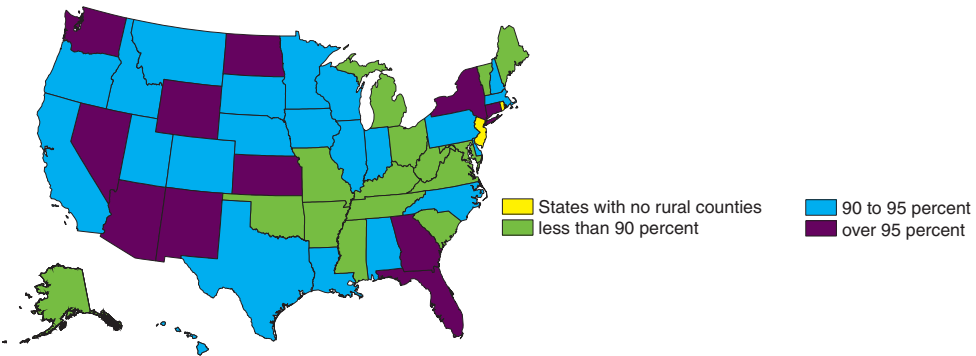 States with no rural counties
less than 90 percent
90 to 95 percent
over 95 percent